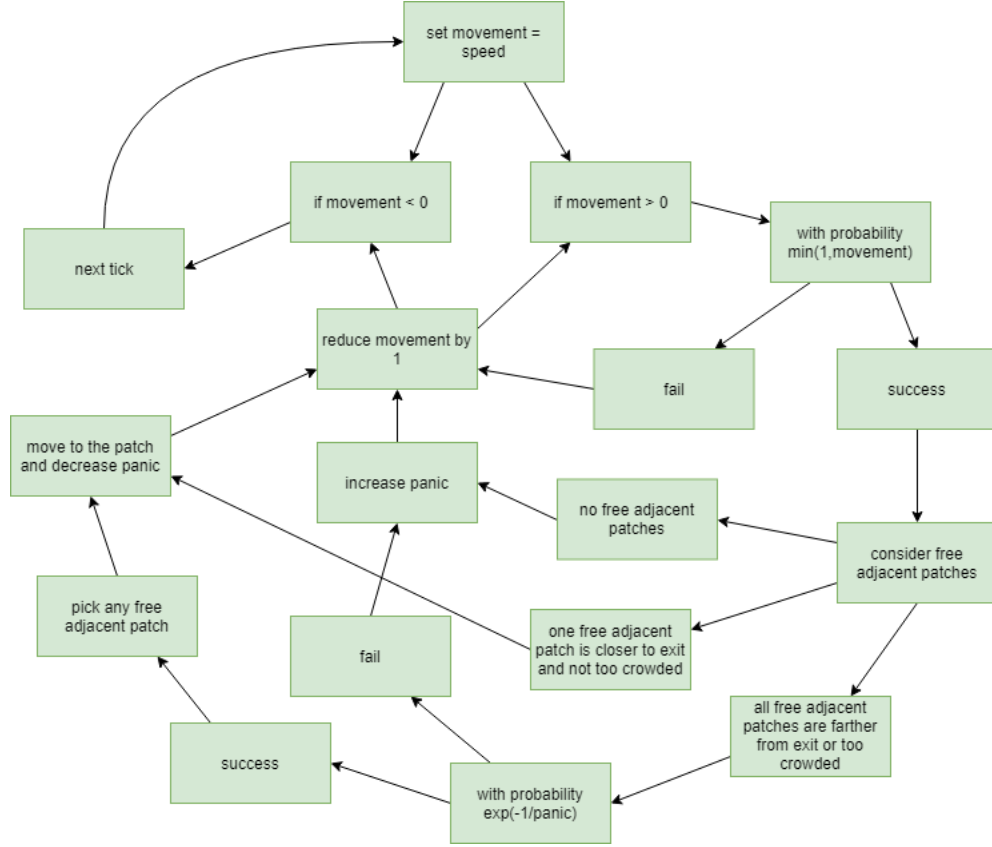 set movement =
speed
if movement < 0
if movement > 0
with probability
min(1,movement)
next tick
reduce movement by
1
fail
success
move to the patch
and decrease panic
increase panic
no free adjacent
patches
consider free
adjacent patches
pick any free
adjacent patch
one free adjacent
patch is closer to exit
and not too crowded
fail
all free adjacent
patches are farther
from exit or too
crowded
success
with probability
exp(-1/panic)